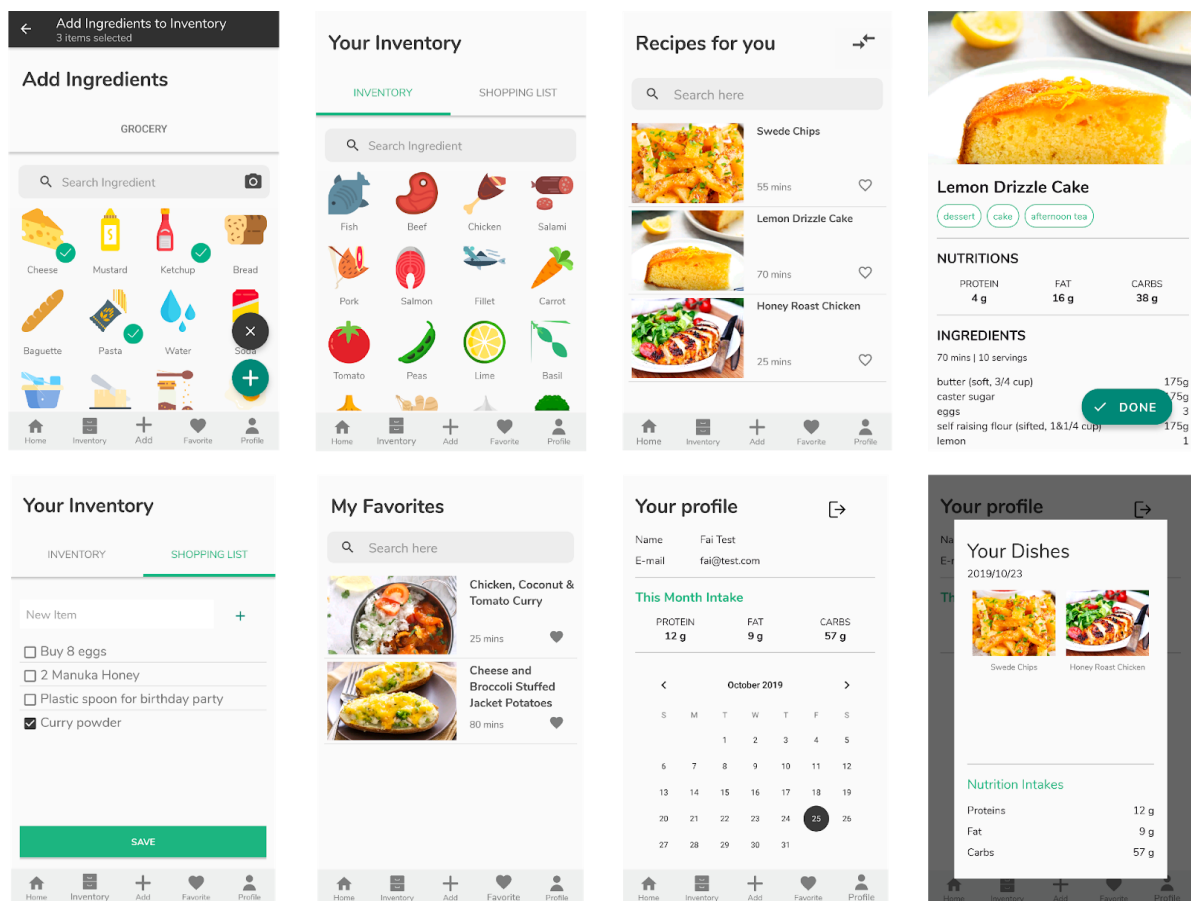 Add Ingredients to Inventory
3 items selected
Add Ingredients
GROCERY
Search Ingredient
Cheese Mustard Ketchup Bread
Baguette Pasta Water Soda
Home Inventory Add Favorite Profile
Your Inventory
INVENTORY SHOPPING LIST
Search Ingredient
Fish Beef Chicken Salami
Pork Salmon Fillet Carrot
Tomato Peas Lime Basil
Home Inventory Add Favorite Profile
Recipes for you
Search here
Swede Chips
55 mins
Lemon Drizzle Cake
70 mins
Honey Roast Chicken
25 mins
Home Inventory Add Favorite Profile
Lemon Drizzle Cake
dessert cake afternoon tea
NUTRITIONS
PROTEIN FAT CARBS
4 g 16 g 38 g
INGREDIENTS
70 mins | 10 servings
butter (soft, 3/4 cup) 175g
caster sugar 175g
eggs 3
DONE
self raising flour (sifted, 1&1/4 cup) 175g
lemon 1
Your Inventory
INVENTORY SHOPPING LIST
New Item +
Buy 8 eggs
2 Manuka Honey
Plastic spoon for birthday party
Curry powder
SAVE
Home Inventory Add Favorite Profile
My Favorites
Search here
Chicken, Coconut &
Tomato Curry
25 mins
Cheese and
Broccoli Stuffed
Jacket Potatoes
80 mins
Home Inventory Add Favorite Profile
Your profile
Name Fai Test
E-mail fai@test.com
This Month Intake
PROTEIN FAT CARBS
12 g 9 g 57 g
October 2019
S M T W T F S
1 2 3 4 5
6 7 8 9 10 11 12
13 14 15 16 17 18 19
20 21 22 23 24 25 26
27 28 29 30 31
Home Inventory Add Favorite Profile
Your profile
Na
E-r
Th
Your Dishes
2019/10/23
Swede Chips Honey Roast Chicken
Nutrition Intakes
Proteins 12 g
Fat 9 g
Carbs 57 g
Home Inventory Add Favorite Profile